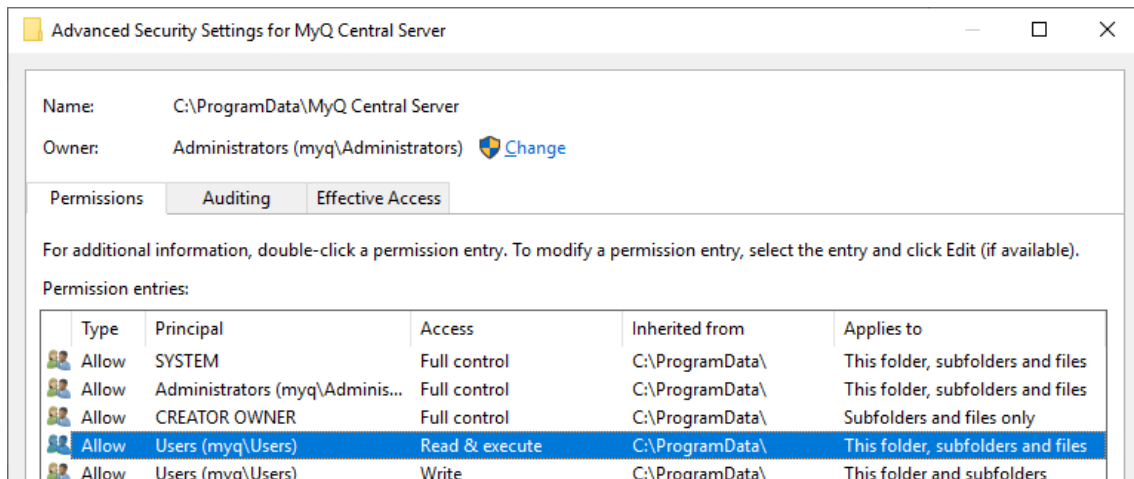 Advanced Security Settings for MyQ Central Server
Name: C:\ProgramData\MyQ Central Server
Owner: Administrators (myq\Administrators) Change
Permissions Auditing Effective Access
For additional information, double-click a permission entry. To modify a permission entry, select the entry and click Edit (if available).
Permission entries:
Type Principal Access Inherited from Applies to
Allow SYSTEM Full control C:\ProgramData\ This folder, subfolders and files
Allow Administrators (myq\Adminis... Full control C:\ProgramData\ This folder, subfolders and files
Allow CREATOR OWNER Full control C:\ProgramData\ Subfolders and files only
Allow Users (myq\Users) Read & execute C:\ProgramData\ This folder, subfolders and files
Allow Users (myq\Users) Write C:\ProgramData\ This folder and subfolders